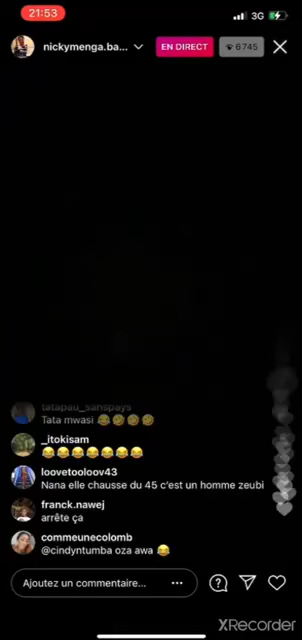 21:53
3G
nickymenga.ba...
EN DIRECT
6745
tatapau_sanspays
Tata mwasi 😂🤣🤣🤣
_itokisam
😂😂😂😂😂😂😂
loovetooloov43
Nana elle chausse du 45 c'est un homme zeubi
franck.nawej
arrête ça
commeunecolomb
@cindyntumba oza awa 😂
Ajoutez un commentaire...
XRecorder